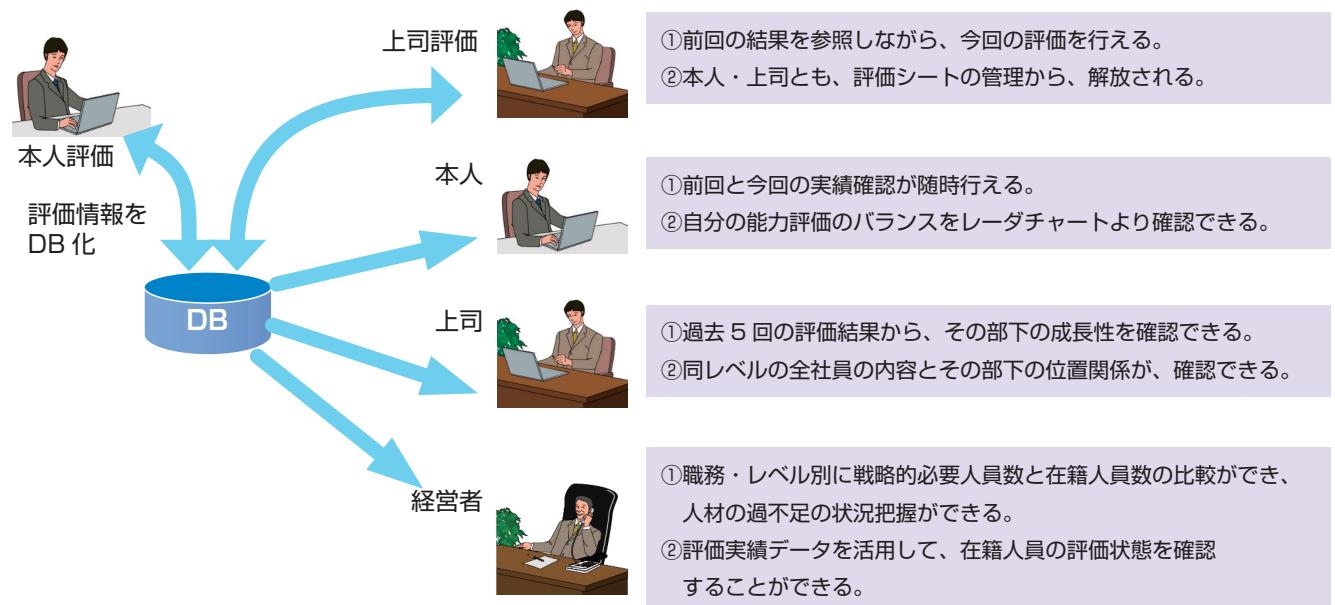 本人評価
評価情報を
DB 化
DB
上司評価
①前回の結果を参照しながら、今回の評価を行える。
②本人・上司とも、評価シートの管理から、解放される。
本人
①前回と今回の実績確認が随時行える。
②自分の能力評価のバランスをレーダチャートより確認できる。
上司
①過去 5 回の評価結果から、その部下の成長性を確認できる。
②同レベルの全社員の内容とその部下の位置関係が、確認できる。
経営者
①職務・レベル別に戦略的必要人員数と在籍人員数の比較ができ、
人材の過不足の状況把握ができる。
②評価実績データを活用して、在籍人員の評価状態を確認
することができる。